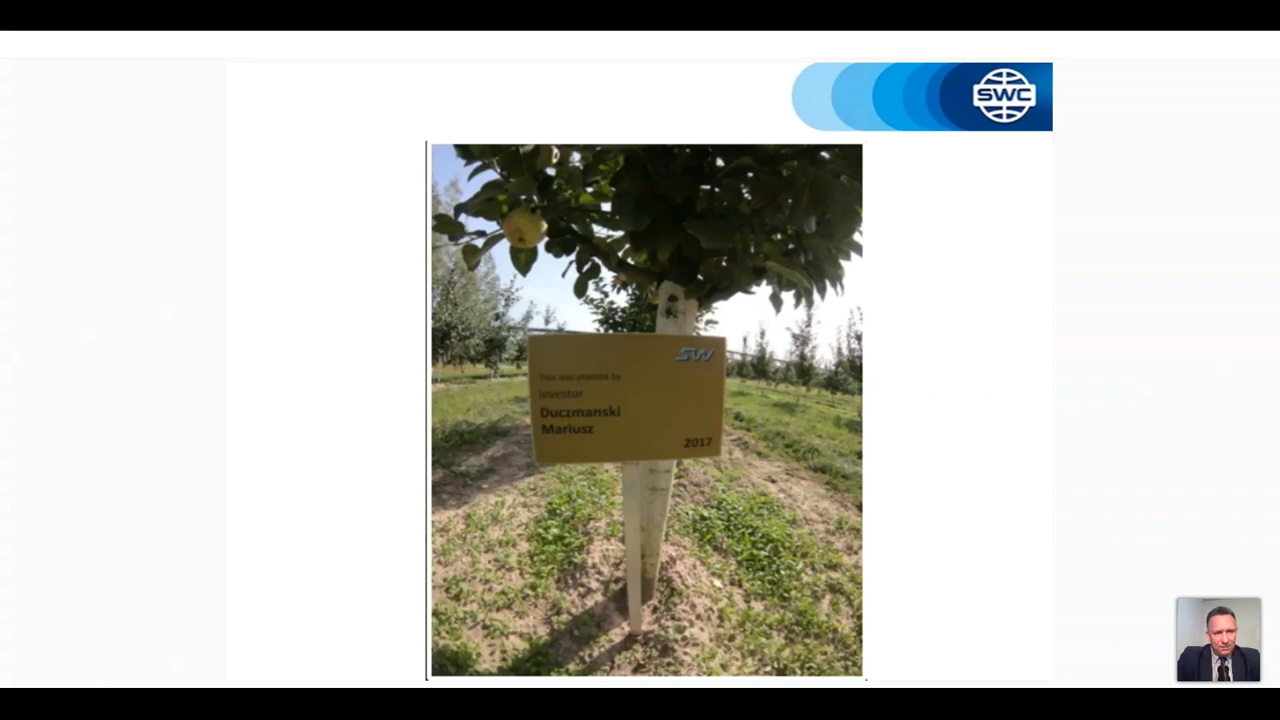 SWC
SW
Tree was planted by
Investor
Duczmanski
Mariusz
2017